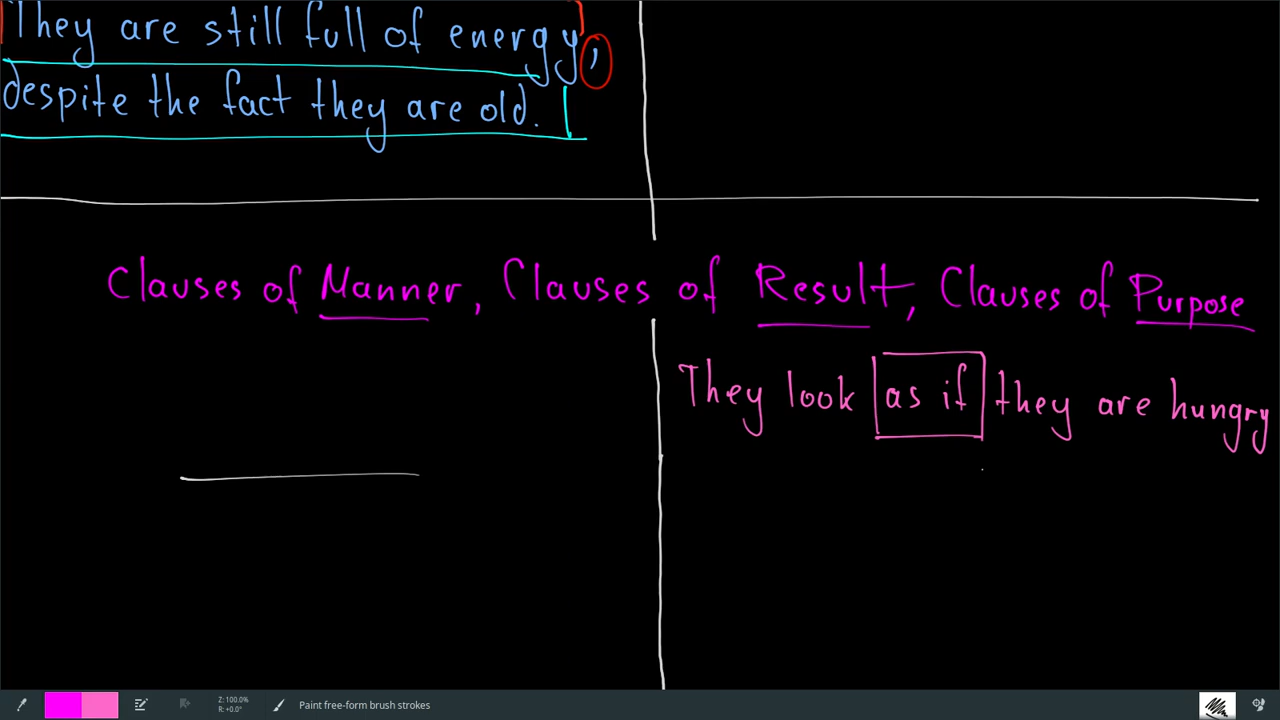 They are still full of energy,
despite the fact they are old.
Clauses of Manner, Clauses of Result, Clauses of Purpose
They look as if they are hungry
Z: 100.0%
R: +0.0°
Paint free-form brush strokes